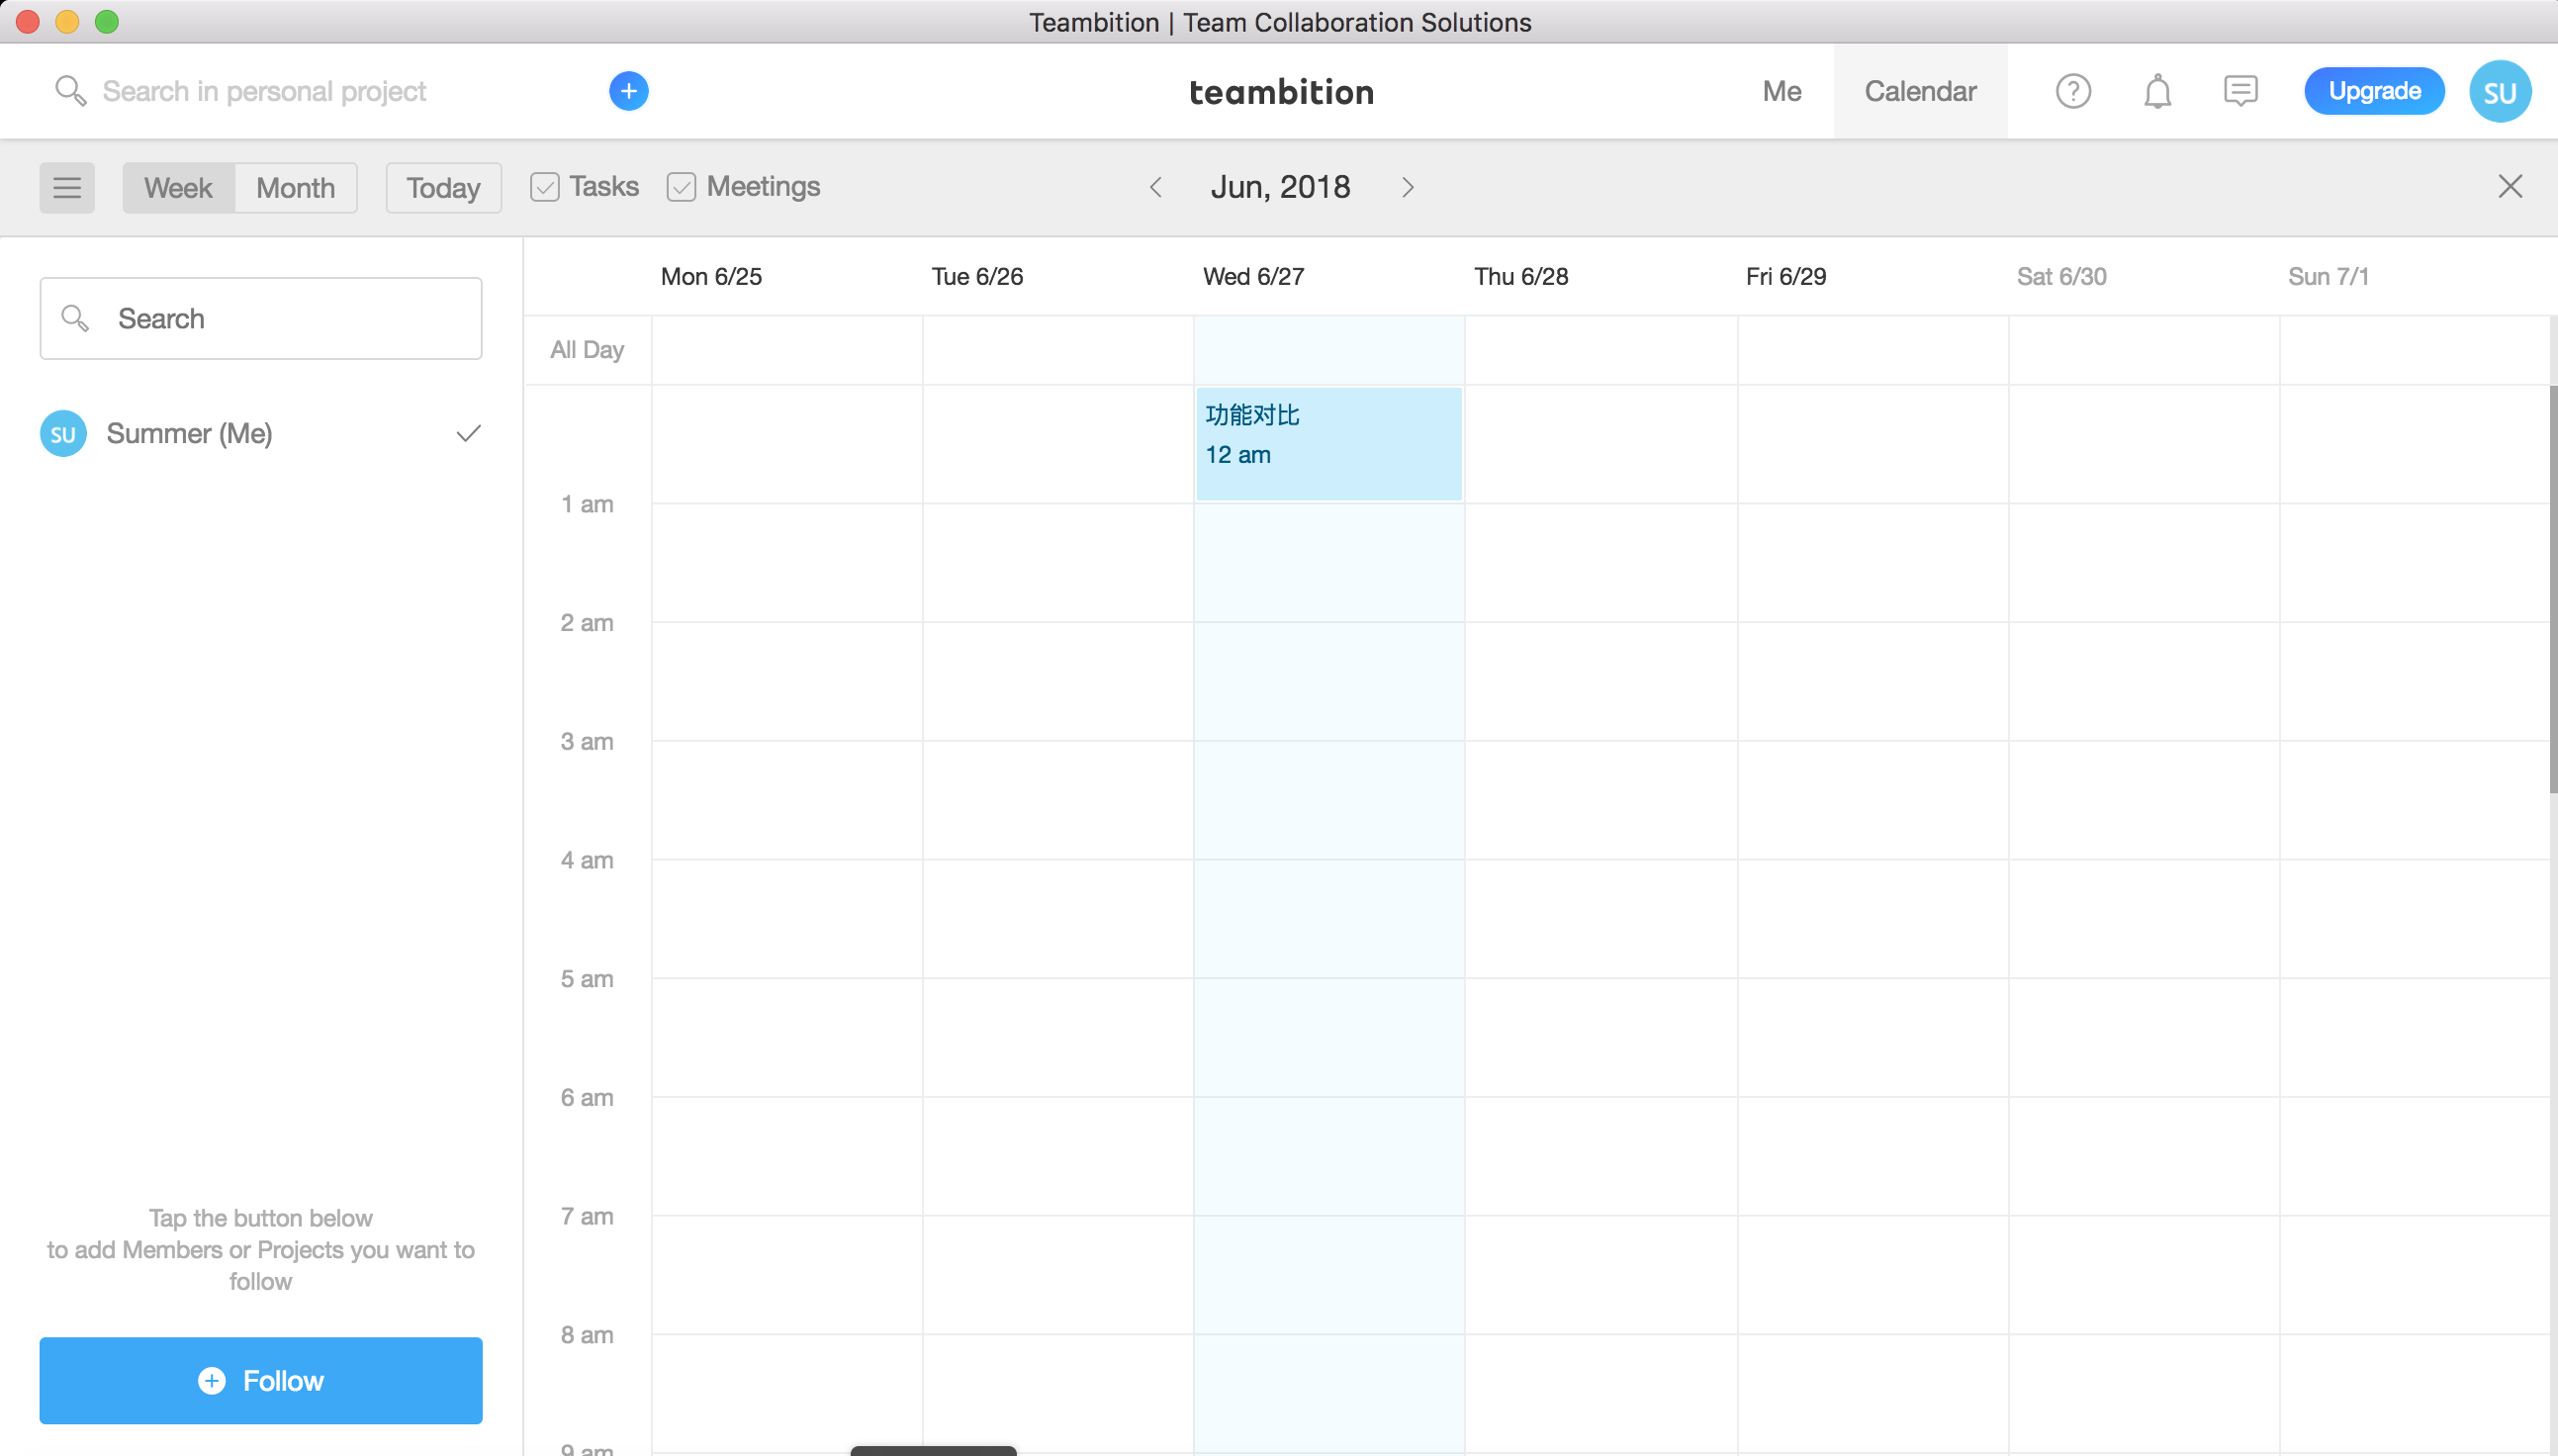 Teambition | Team Collaboration Solutions
Search in personal project
teambition
Me
Calendar
Upgrade
SU
Week
Month
Today
Tasks
Meetings
Jun, 2018
Search
SU
Summer (Me)
Tap the button below
to add Members or Projects you want to
follow
Follow
Mon 6/25
Tue 6/26
Wed 6/27
Thu 6/28
Fri 6/29
Sat 6/30
Sun 7/1
All Day
功能对比
12 am
1 am
2 am
3 am
4 am
5 am
6 am
7 am
8 am
9 am